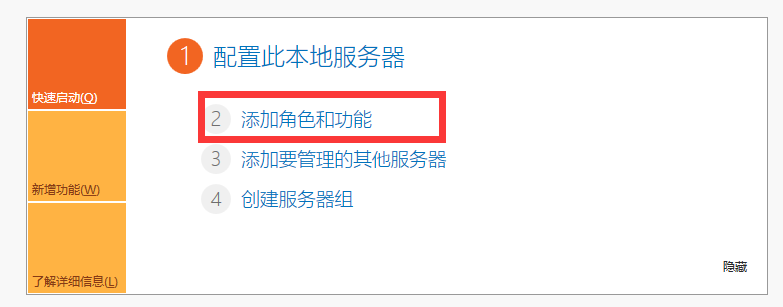 1 配置此本地服务器
快速启动(Q)
2 添加角色和功能
3 添加要管理的其他服务器
新增功能(W)
4 创建服务器组
隐藏
了解详细信息(L)